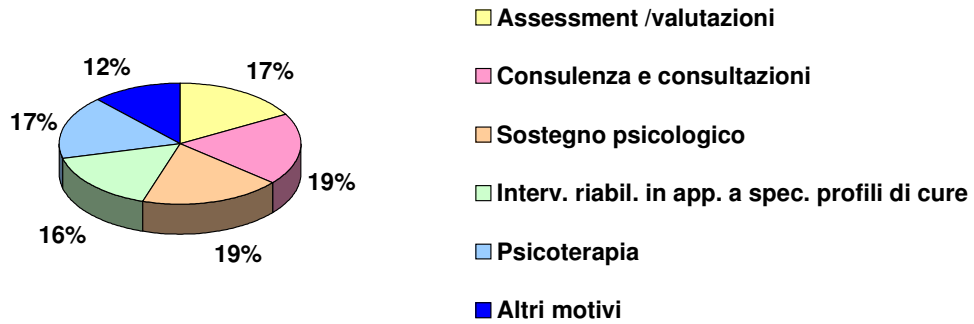 Assessment /valutazioni
12%
17%
Consulenza e consultazioni
17%
Sostegno psicologico
19%
Interv. riabil. in app. a spec. profili di cure
16%
19%
Psicoterapia
Altri motivi